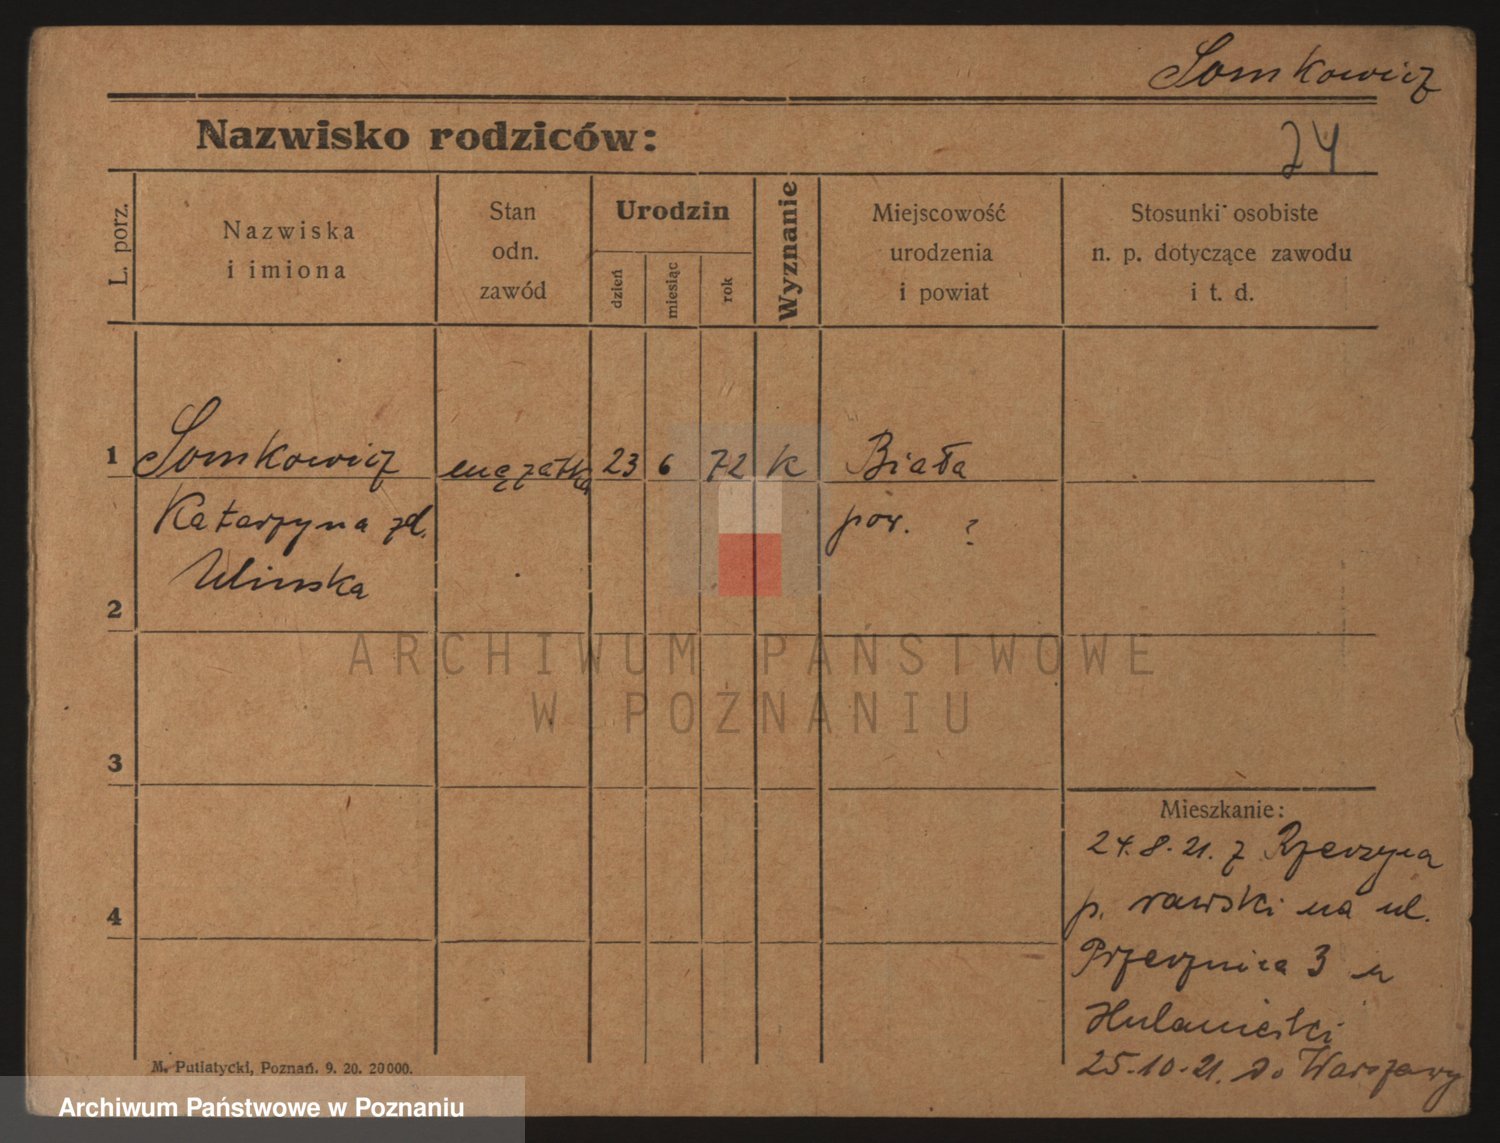 Somkowicz
Nazwisko rodziców:
24
L. porz.
Nazwiska
i imiona
Stan
odn.
zawód
Urodzin
dzień
miesiąc
rok
Wyznanie
Miejscowość
urodzenia
i powiat
Stosunki osobiste
n. p. dotyczące zawodu
i t. d.
1 Somkowicz mężatka 23 6 72 k Biała
Katarzyna zd. pow. ?
Ulinska
2
3
4
Mieszkanie:
24.8.21. z Rzeczyca
p. rawski na ul.
Przecznica 3 u
25.10.21. do Warszawy
M. Putiatycki, Poznań. 9. 20. 20000.
ARCHIWUM PAŃSTWOWE
W POZNANIU
Archiwum Państwowe w Poznaniu